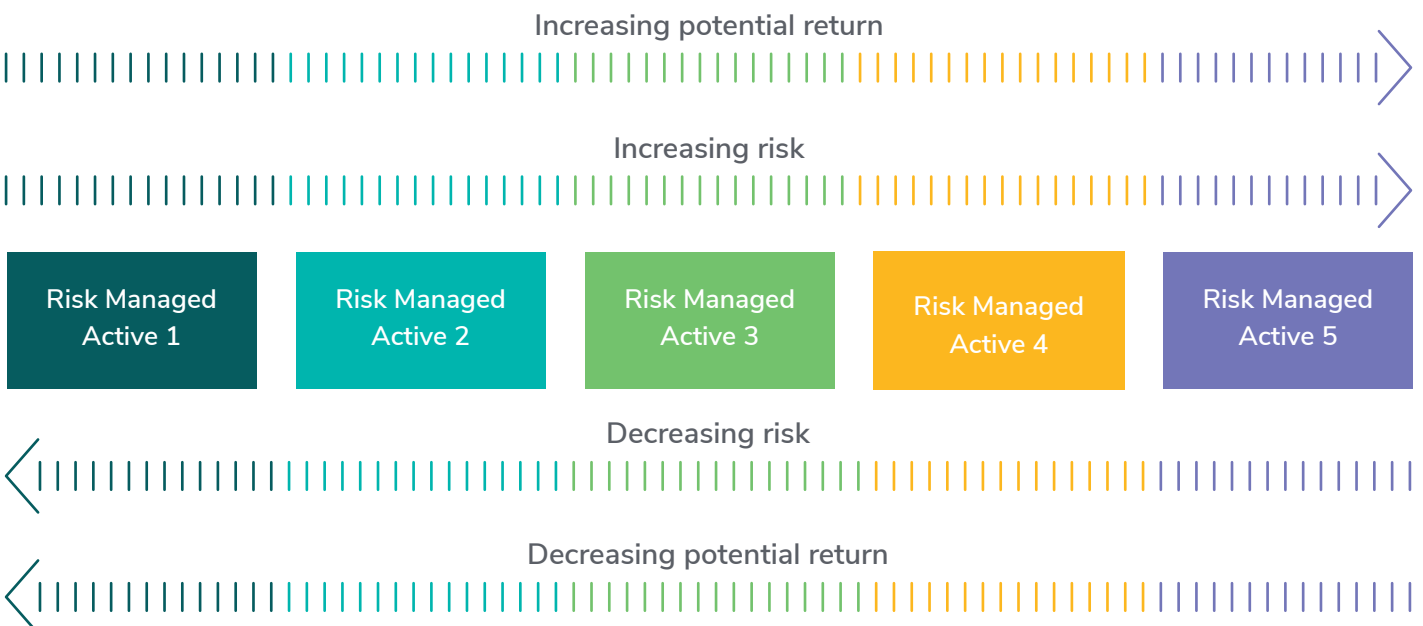 Increasing potential return
Increasing risk
Risk Managed
Active 1
Risk Managed
Active 2
Risk Managed
Active 3
Risk Managed
Active 4
Risk Managed
Active 5
Decreasing risk
Decreasing potential return